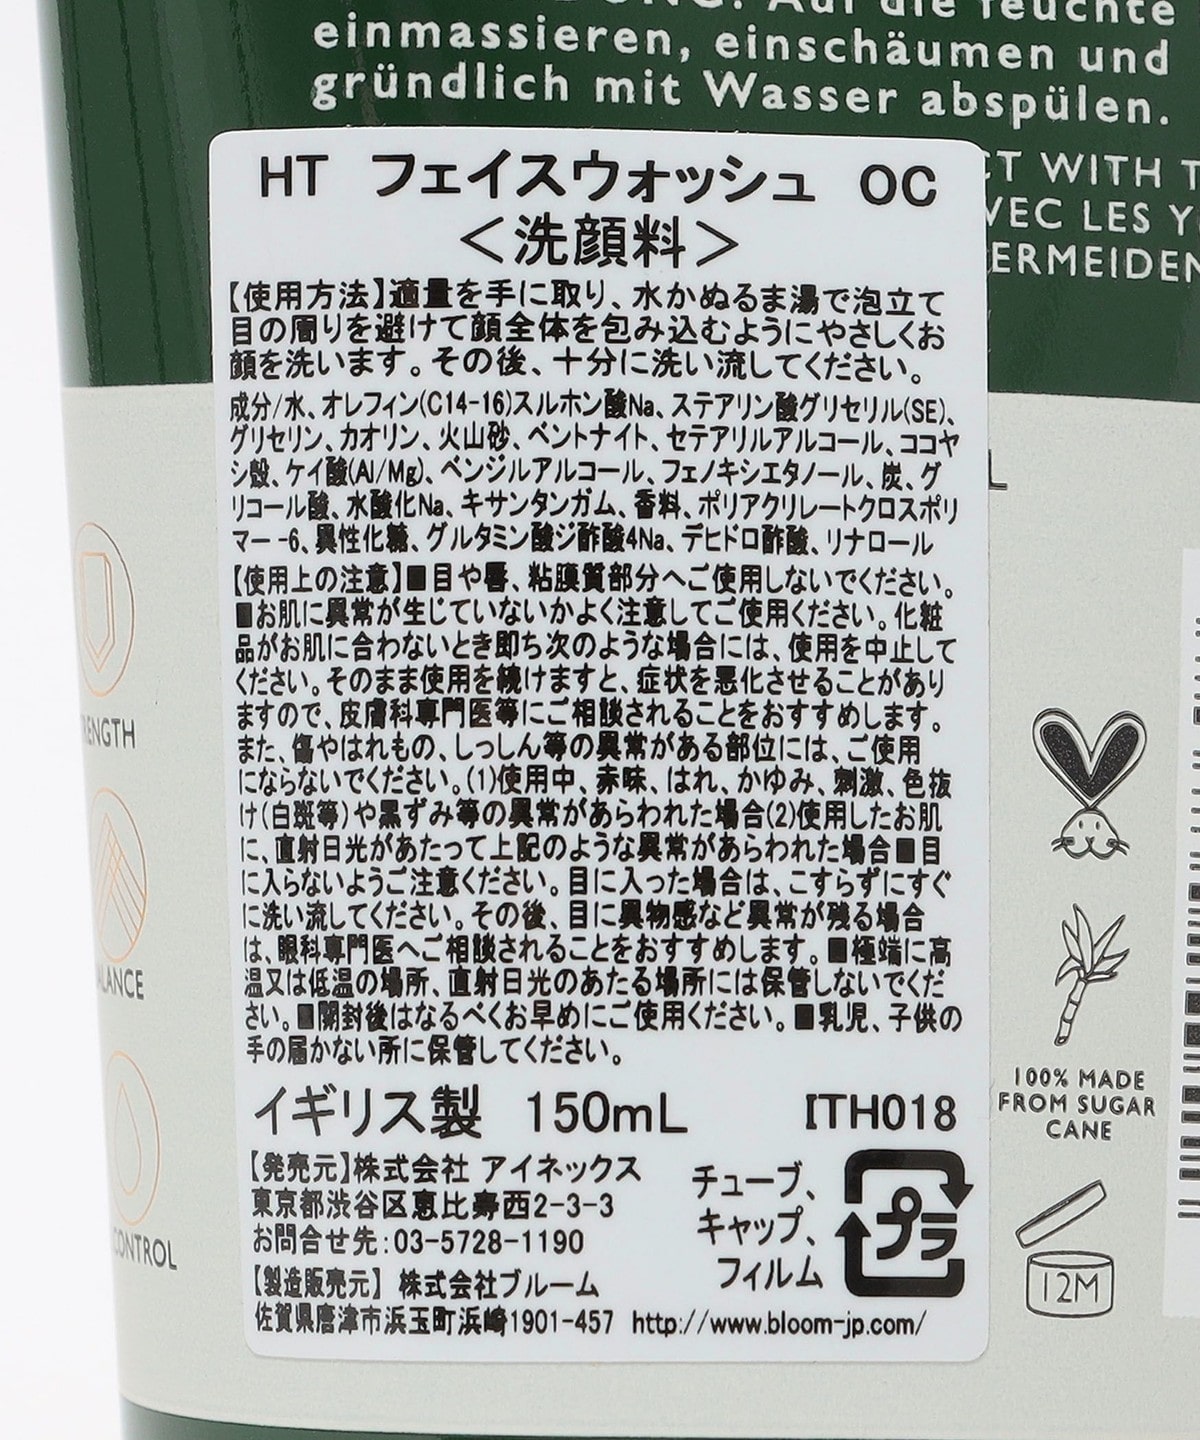 Auf die feuchte
einmassieren, einschäumen und
gründlich mit Wasser abspülen.
WITH
LES
HT フェイスウォッシュ OC
＜洗顔料＞
【使用方法】適量を手に取り、水かぬるま湯で泡立て
目の周りを避けて顔全体を包み込むようにやさしくお
顔を洗います。その後、十分に洗い流してください。
成分/水、オレフィン(C14-16)スルホン酸Na、ステアリン酸グリセリル(SE)、
グリセリン、カオリン、火山砂、ベントナイト、セテアリルアルコール、ココヤ
シ殻、ケイ酸(Al/Mg)、ベンジルアルコール、フェノキシエタノール、炭、グ
リコール酸、水酸化Na、キサンタンガム、香料、ポリアクリレートクロスポリ
マー -6、異性化糖、グルタミン酸ジ酢酸4Na、デヒドロ酢酸、リナロール
【使用上の注意】■目や唇、粘膜質部分へご使用しないでください。
■お肌に異常が生じていないかよく注意してご使用ください。化粧
品がお肌に合わないとき即ち次のような場合には、使用を中止して
ください。そのまま使用を続けますと、症状を悪化させることがあり
ますので、皮膚科専門医等にご相談されることをおすすめします。
また、傷やはれもの、しっしん等の異常がある部位には、ご使用
にならないでください。(1)使用中、赤味、はれ、かゆみ、刺激、色抜
け(白斑等)や黒ずみ等の異常があらわれた場合(2)使用したお肌
に、直射日光があたって上記のような異常があらわれた場合■目
に入らないようご注意ください。目に入った場合は、こすらずにすぐ
に洗い流してください。その後、目に異物感など異常が残る場合
は、眼科専門医へご相談されることをおすすめします。■極端に高
温又は低温の場所、直射日光のあたる場所には保管しないでくだ
さい。■開封後はなるべくお早めにご使用ください。■乳児、子供の
手の届かない所に保管してください。
イギリス製 150mL ITH018
【発売元】株式会社 アイネックス
東京都渋谷区恵比寿西2-3-3
お問合せ先:03-5728-1190
【製造販売元】 株式会社ブルーム
佐賀県唐津市浜玉町浜崎1901-457 http://www.bloom-jp.com/
チューブ、
キャップ、
フィルム
プラ
100% MADE
FROM SUGAR
CANE
12M
CONTROL